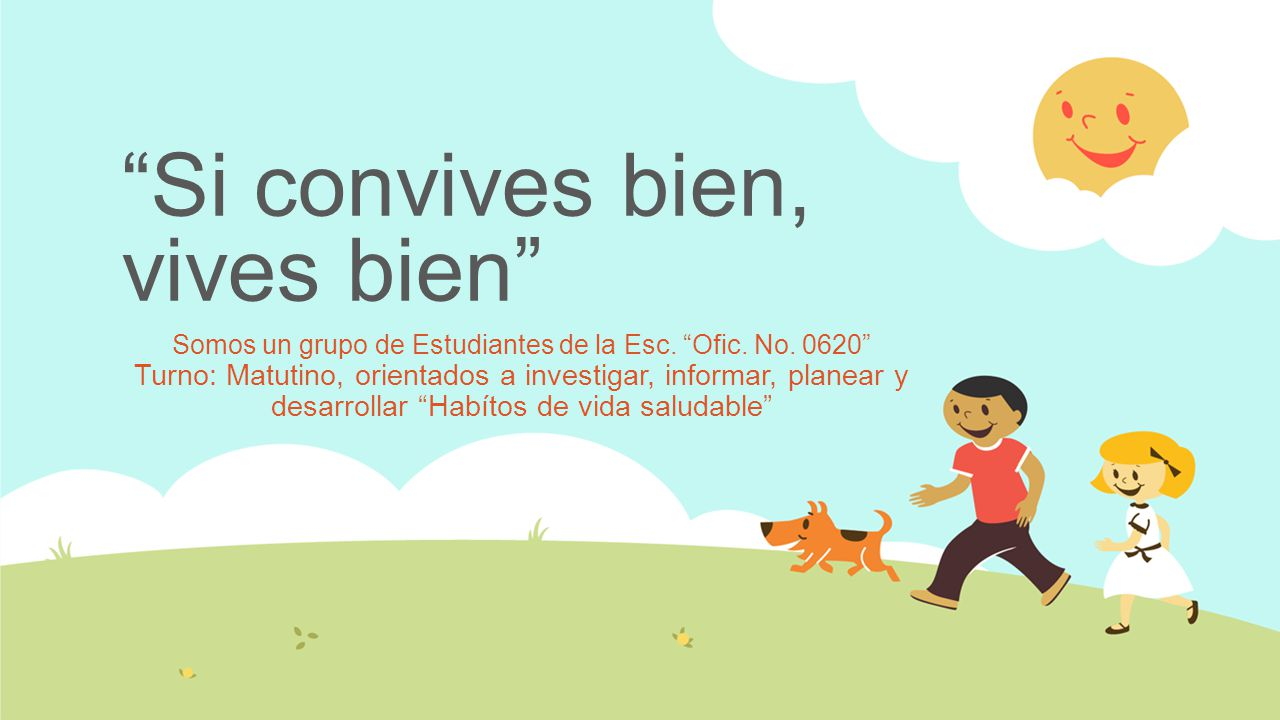 “Si convives bien,
vives bien”
Somos un grupo de Estudiantes de la Esc. “Ofic. No. 0620”
Turno: Matutino, orientados a investigar, informar, planear y
desarrollar “Habítos de vida saludable”